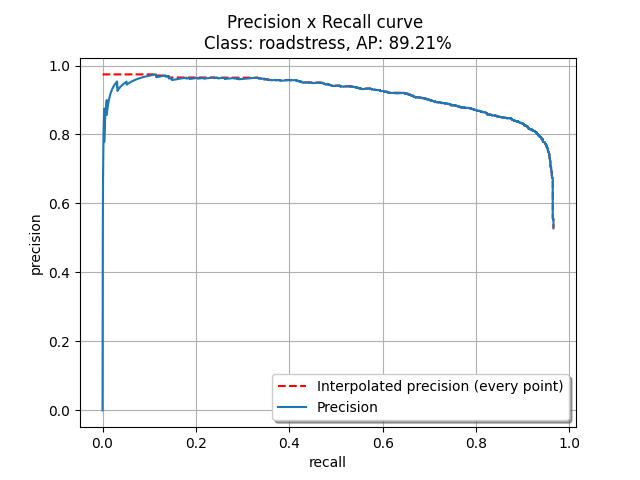 Precision x Recall curve
Class: roadstress, AP: 89.21%
1.0
0.8
0.6
0.4
0.2
0.0
precision
Interpolated precision (every point)
Precision
0.0 0.2 0.4 0.6 0.8 1.0
recall